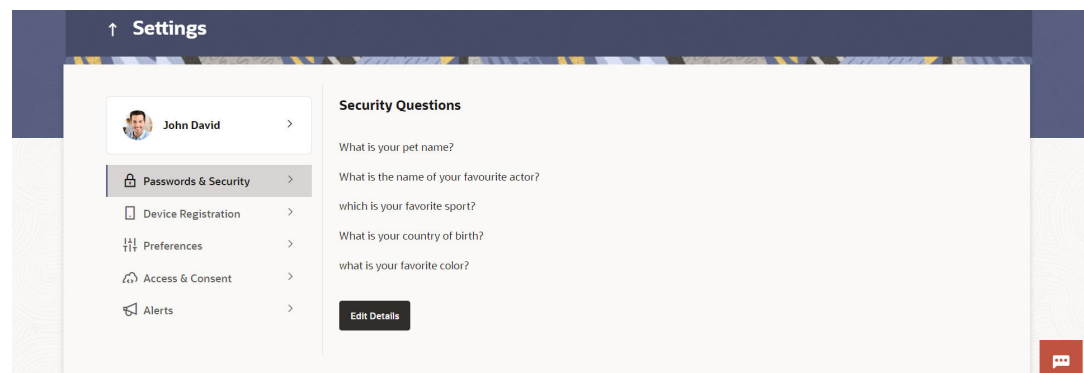 Settings
John David
Passwords & Security
Device Registration
Preferences
Access & Consent
Alerts
Security Questions
What is your pet name?
What is the name of your favourite actor?
which is your favorite sport?
What is your country of birth?
what is your favorite color?
Edit Details